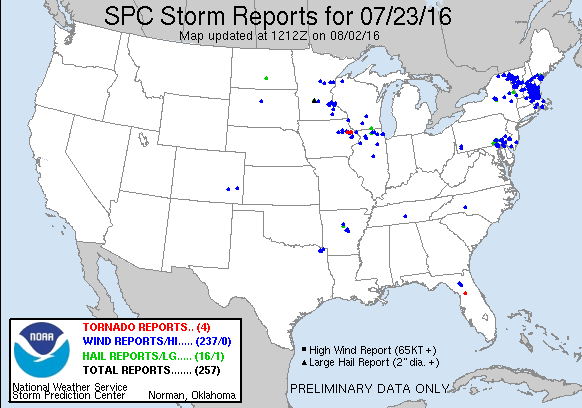 SPC Storm Reports for 07/23/16
Map updated at 1212Z on 08/02/16
NOAA
TORNADO REPORTS.. (4)
WIND REPORTS/HI..... (237/0)
HAIL REPORTS/LG..... (16/1)
TOTAL REPORTS....... (257)
National Weather Service
Storm Prediction Center Norman, Oklahoma
High Wind Report (65KT +)
Large Hail Report (2" dia. +)
PRELIMINARY DATA ONLY